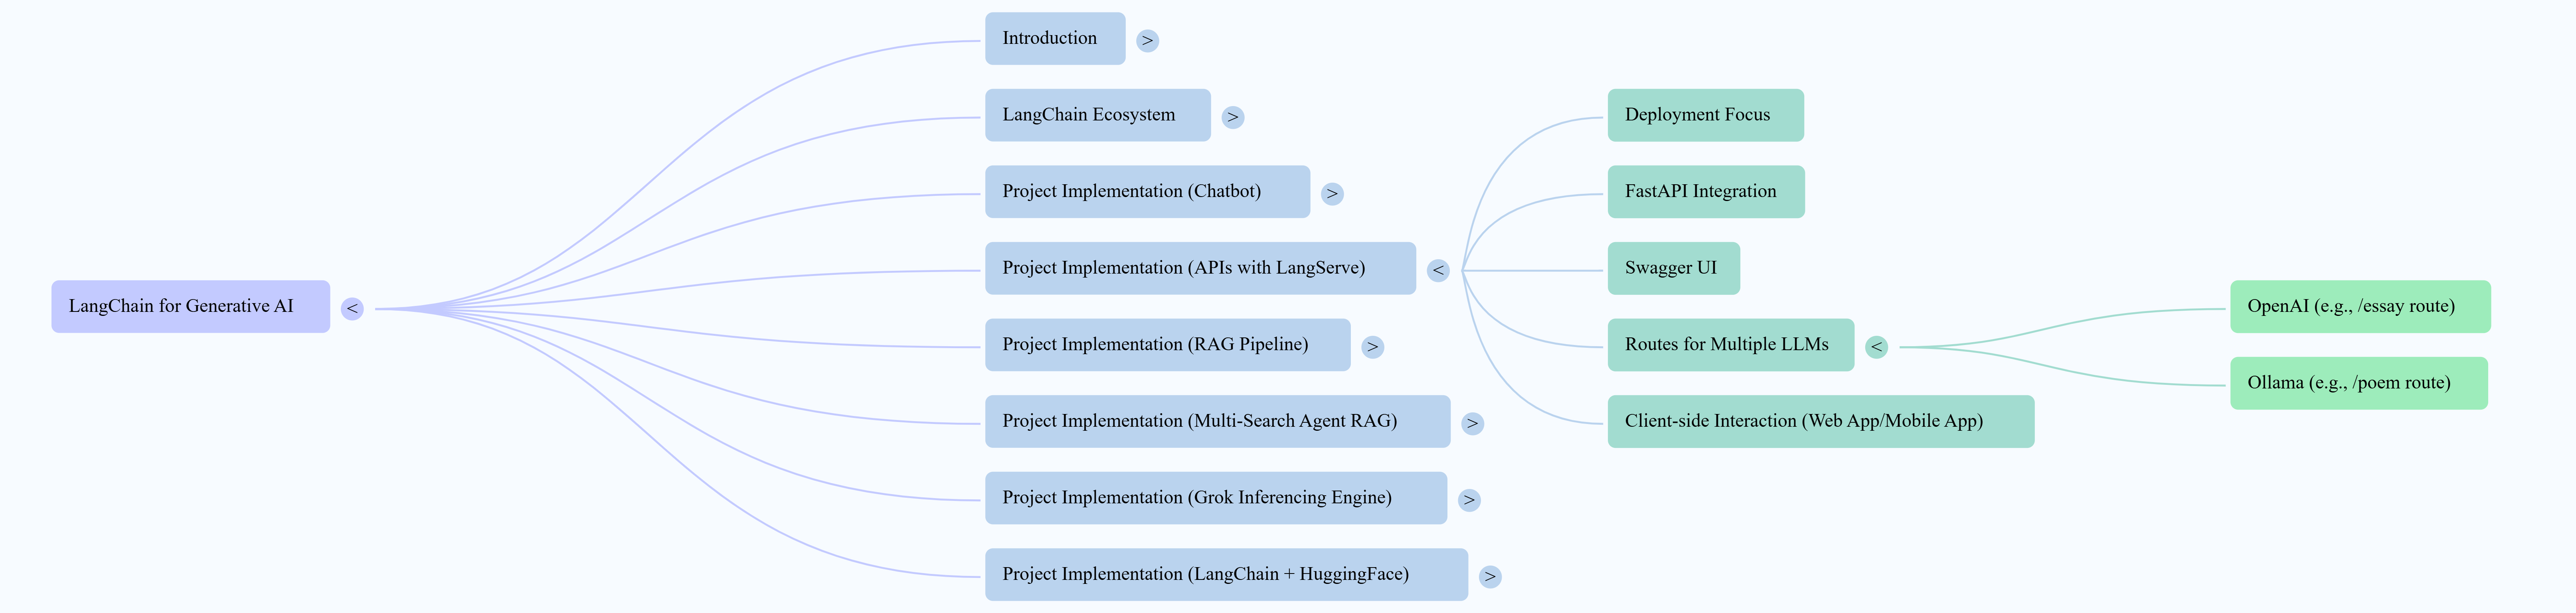 LangChain for Generative AI
<
Introduction
>
LangChain Ecosystem
>
Project Implementation (Chatbot)
>
Project Implementation (APIs with LangServe)
<
Deployment Focus
FastAPI Integration
Swagger UI
Routes for Multiple LLMs
<
OpenAI (e.g., /essay route)
Ollama (e.g., /poem route)
Client-side Interaction (Web App/Mobile App)
Project Implementation (RAG Pipeline)
>
Project Implementation (Multi-Search Agent RAG)
>
Project Implementation (Grok Inferencing Engine)
>
Project Implementation (LangChain + HuggingFace)
>